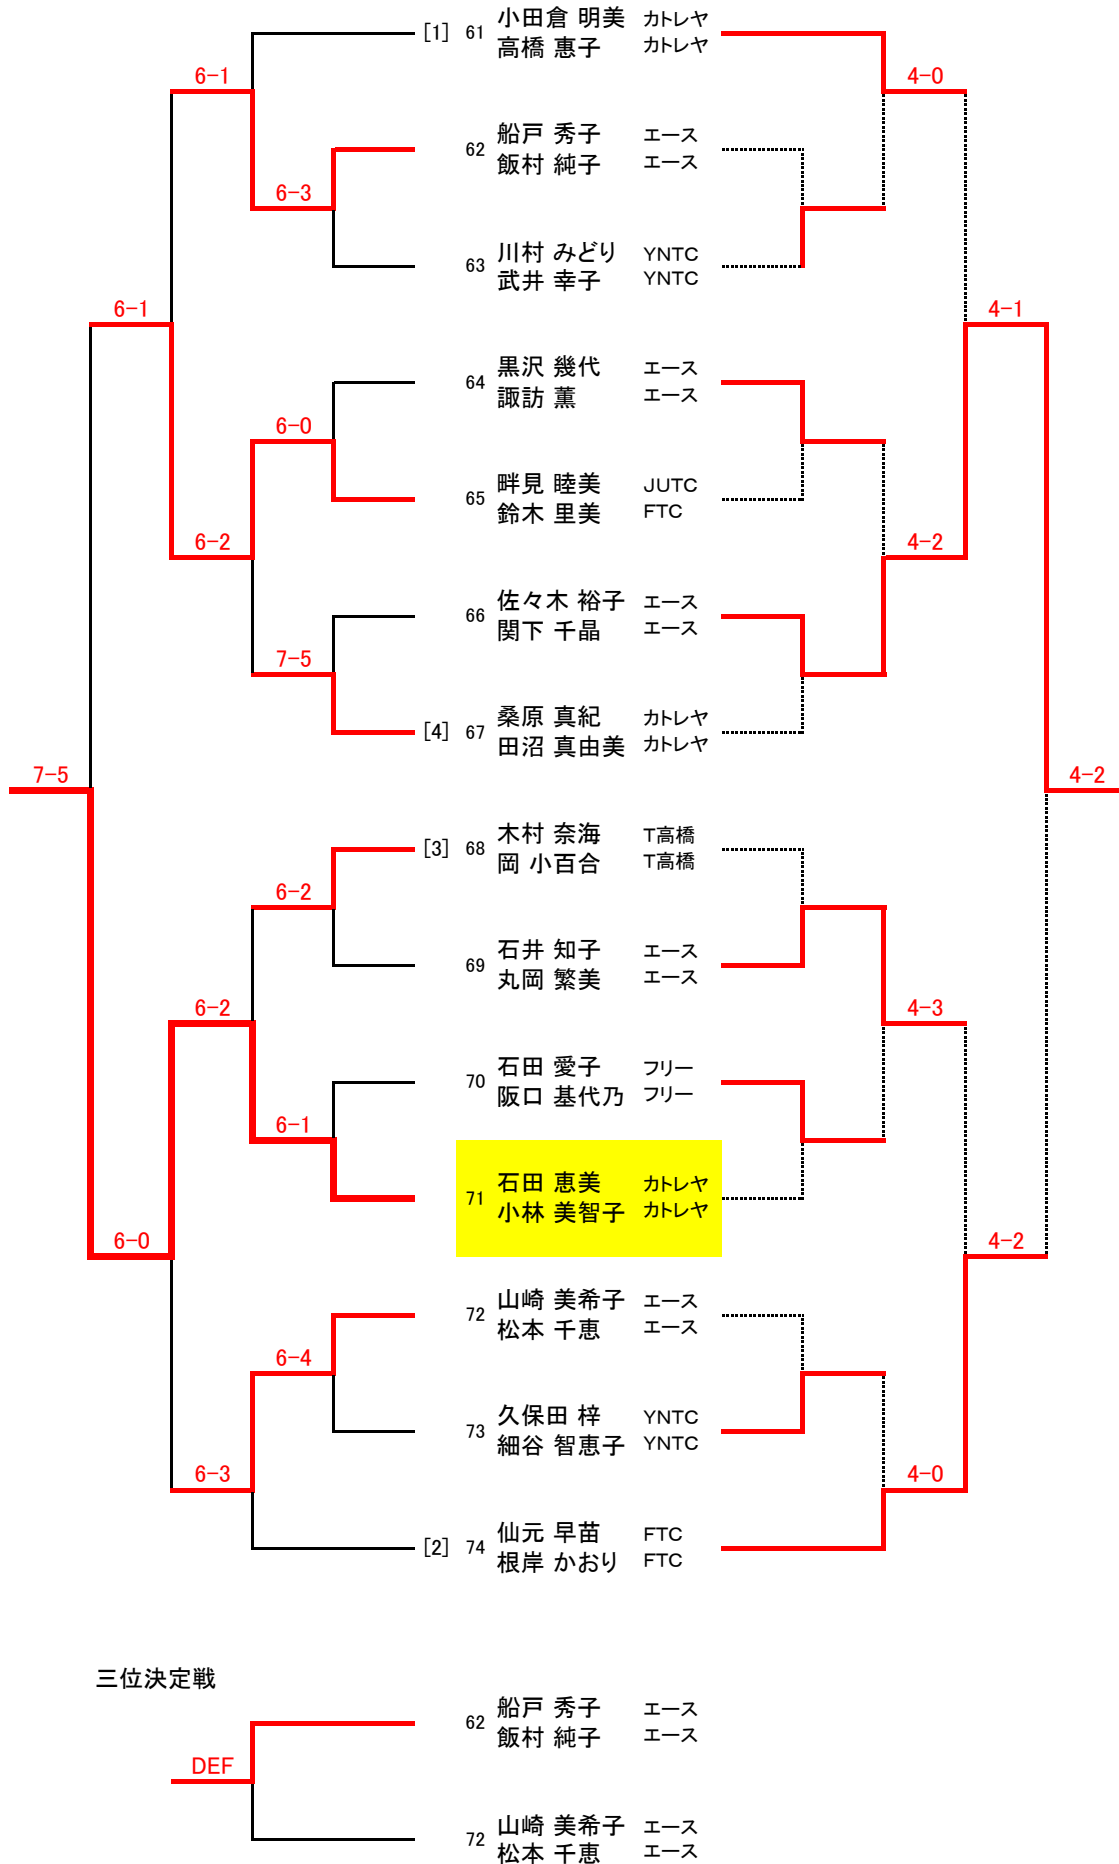 [1] 61 小田倉 明美 カトレヤ
高橋 惠子 カトレヤ
6-1 4-0
62 船戸 秀子 エース
飯村 純子 エース
6-3
63 川村 みどり YNTC
武井 幸子 YNTC
6-1 4-1
64 黒沢 幾代 エース
諏訪 薫 エース
6-0
65 畔見 睦美 JUTC
鈴木 里美 FTC
6-2 4-2
66 佐々木 裕子 エース
関下 千晶 エース
7-5
[4] 67 桑原 真紀 カトレヤ
田沼 真由美 カトレヤ
7-5 4-2
[3] 68 木村 奈海 T高橋
岡 小百合 T高橋
6-2
69 石井 知子 エース
丸岡 繁美 エース
6-2 4-3
70 石田 愛子 フリー
阪口 基代乃 フリー
6-1
71 石田 恵美 カトレヤ
小林 美智子 カトレヤ
6-0 4-2
72 山崎 美希子 エース
松本 千恵 エース
6-4
73 久保田 梓 YNTC
細谷 智恵子 YNTC
6-3 4-0
[2] 74 仙元 早苗 FTC
根岸 かおり FTC
三位決定戦
62 船戸 秀子 エース
飯村 純子 エース
DEF
72 山崎 美希子 エース
松本 千恵 エース